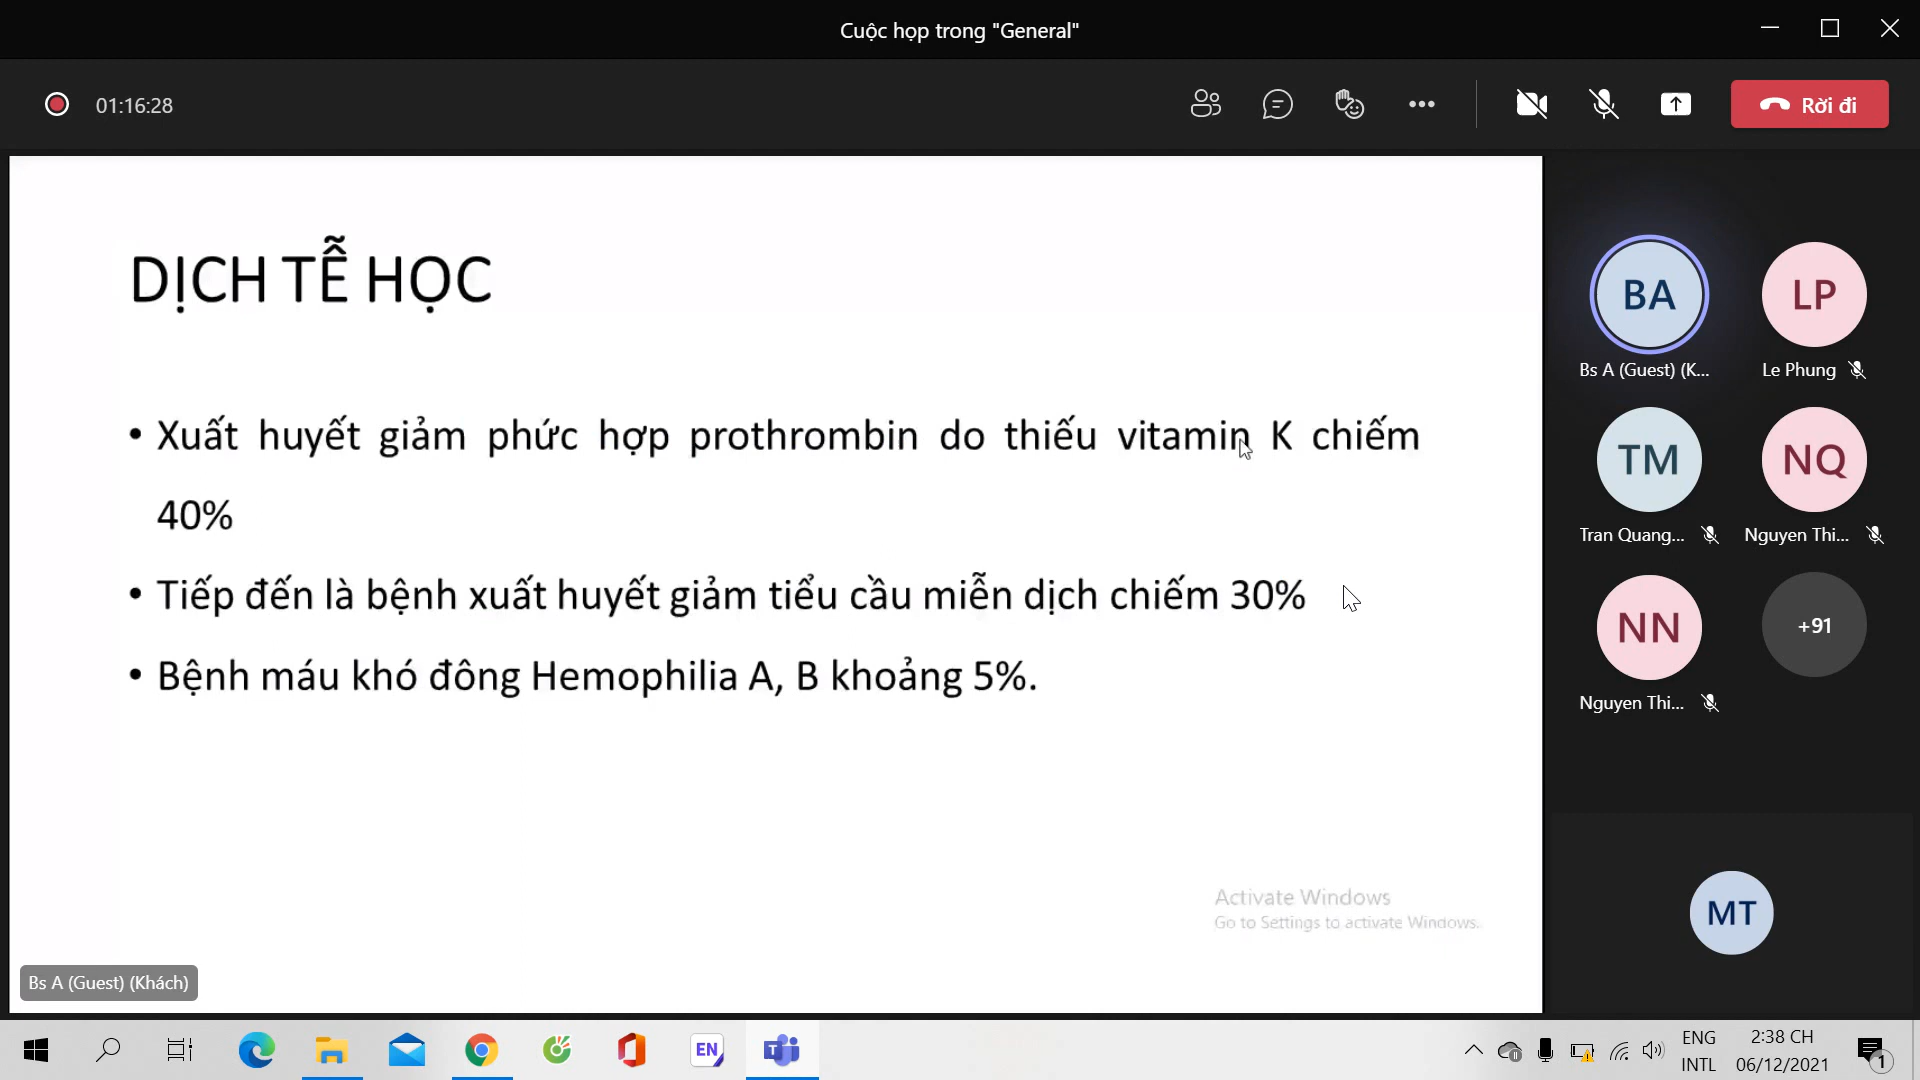 Cuộc họp trong "General"
01:16:28
Rời đi
DỊCH TỄ HỌC
• Xuất huyết giảm phức hợp prothrombin do thiếu vitamin K chiếm
40%
• Tiếp đến là bệnh xuất huyết giảm tiểu cầu miễn dịch chiếm 30%
• Bệnh máu khó đông Hemophilia A, B khoảng 5%.
Activate Windows
Go to Settings to activate Windows.
Bs A (Guest) (Khách)
BA
LP
Bs A (Guest) (K...
Le Phung
TM
NQ
Tran Quang...
Nguyen Thi...
NN
+91
Nguyen Thi...
MT
EN
ENG
INTL
2:38 CH
06/12/2021
1